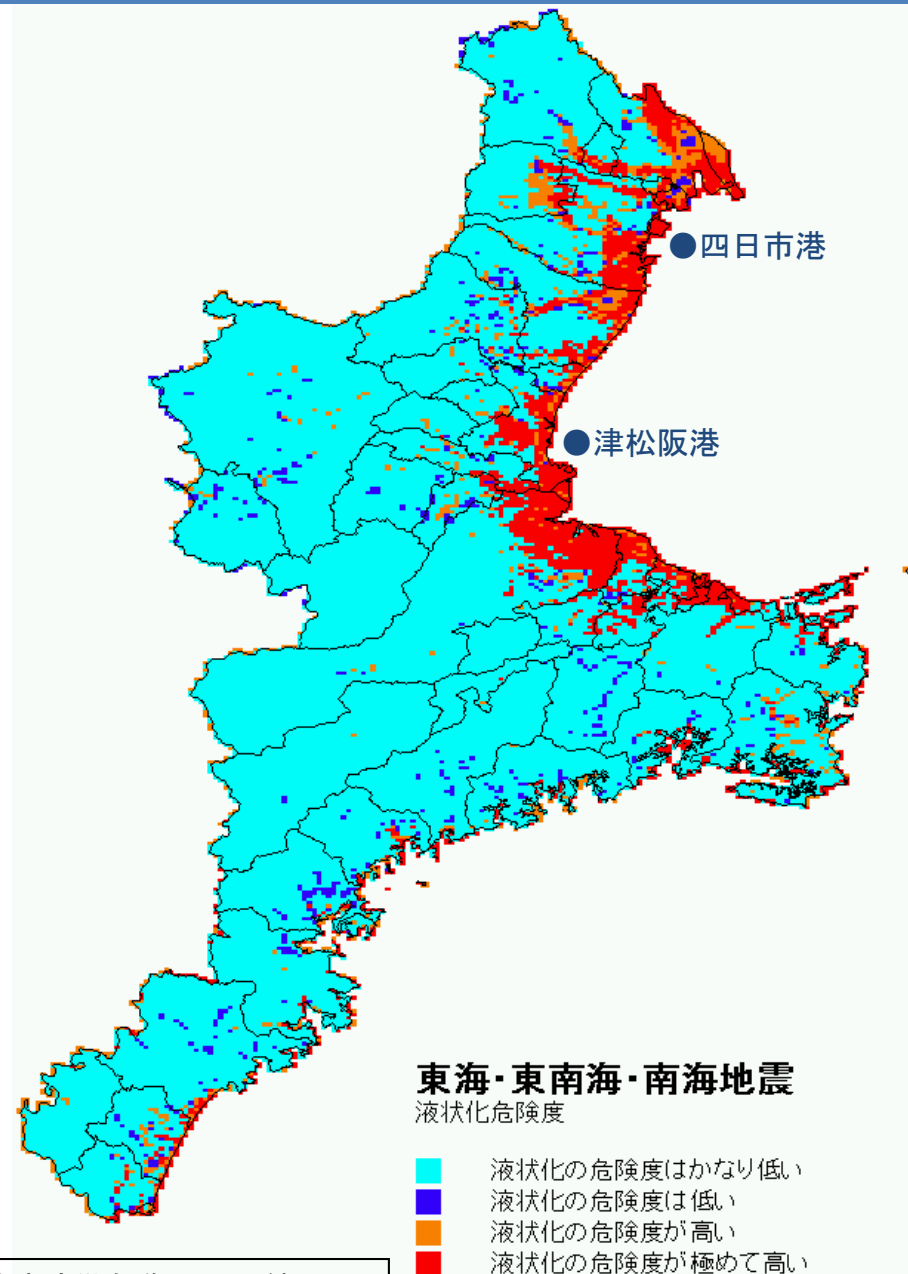 ●四日市港
●津松阪港
東海・東南海・南海地震
液状化危険度
液状化の危険度はかなり低い
液状化の危険度は低い
液状化の危険度が高い
液状化の危険度が極めて高い